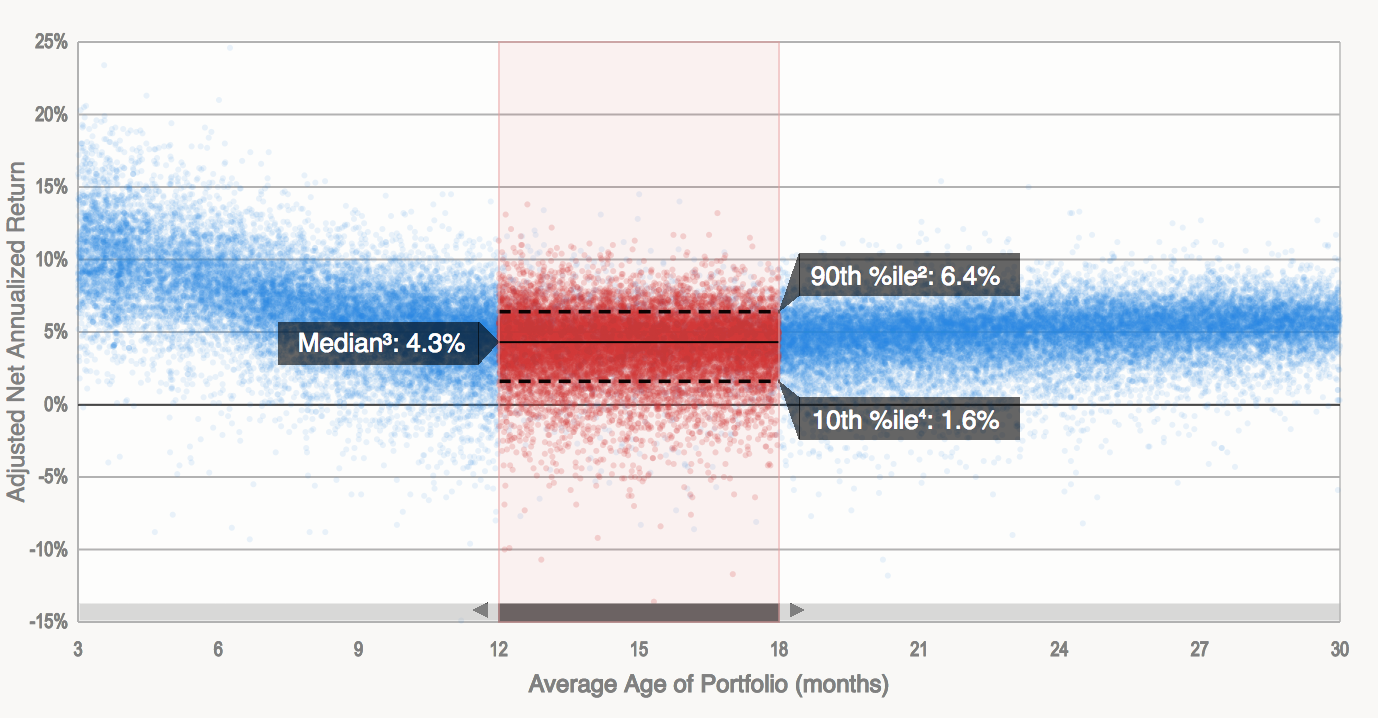 25%
20%
15%
10%
5%
0%
-5%
-10%
-15%
Adjusted Net Annualized Return
90th %ile²: 6.4%
Median³: 4.3%
10th %ile⁴: 1.6%
3 6 9 12 15 18 21 24 27 30
Average Age of Portfolio (months)